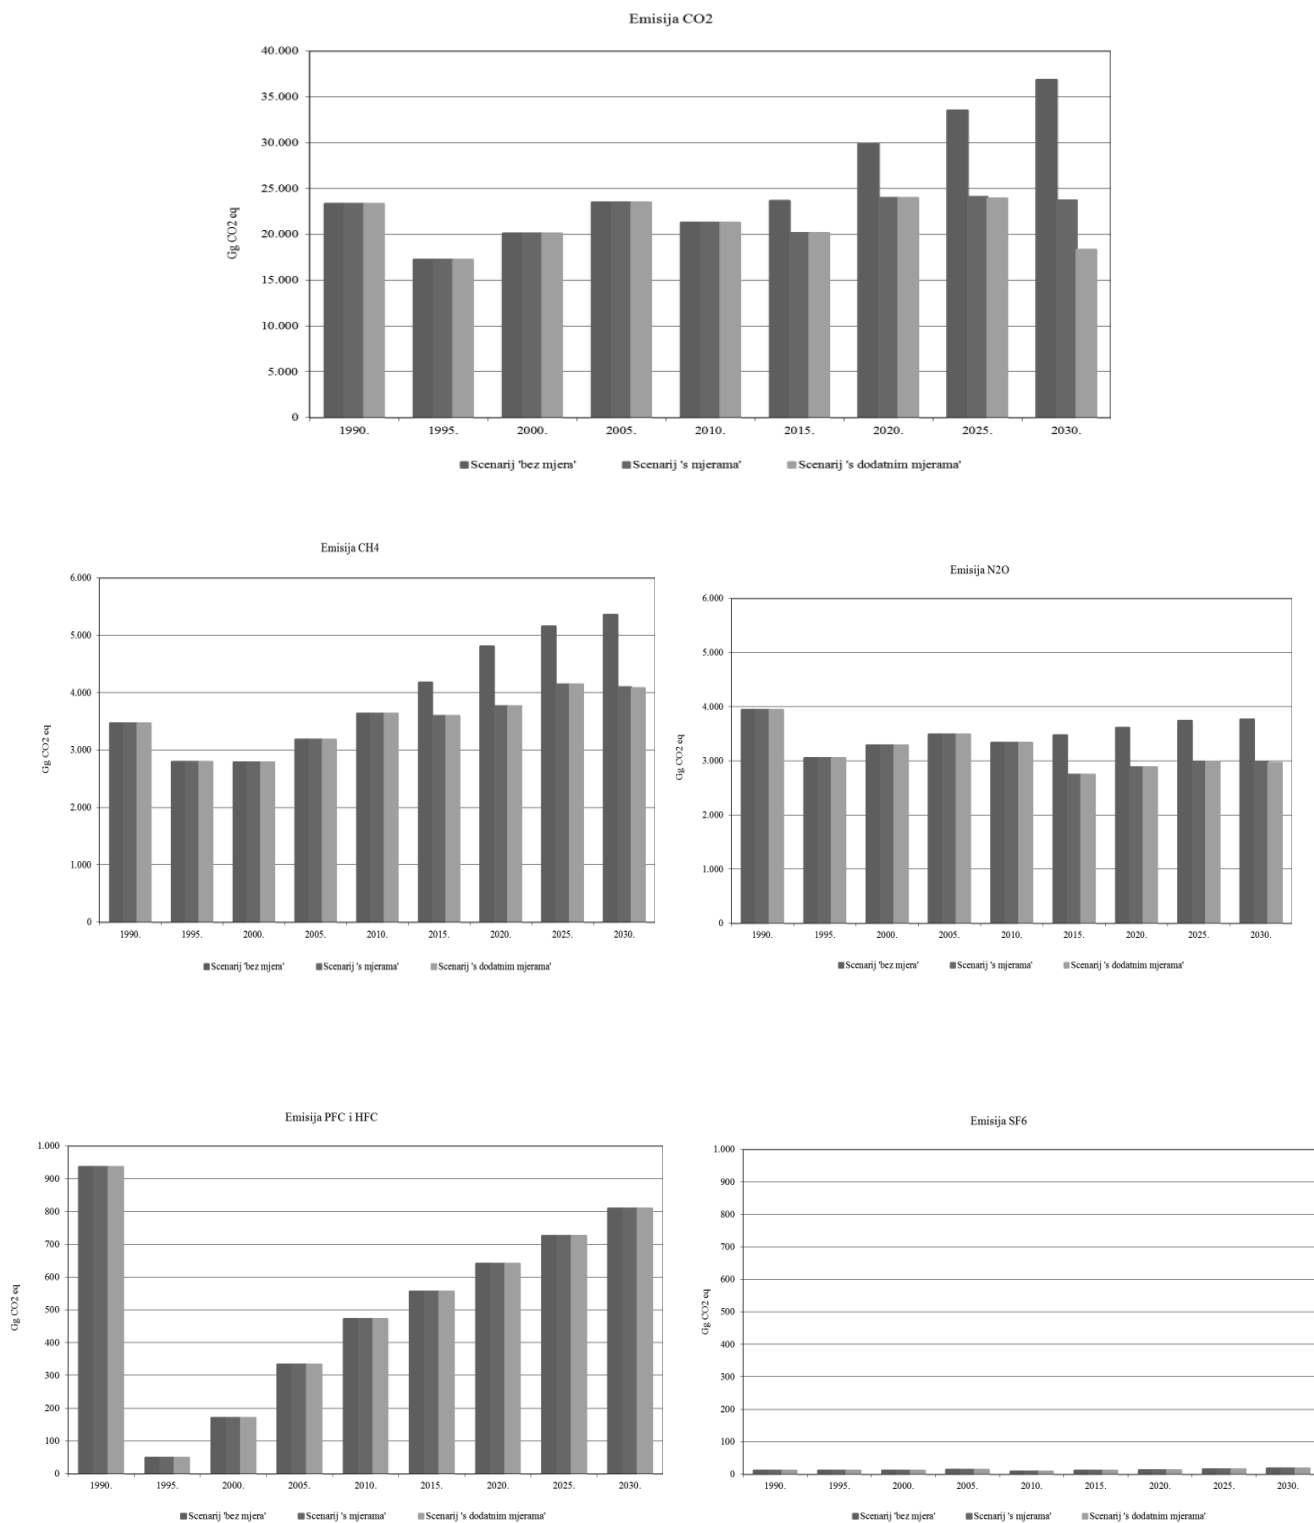 Emisija CO2
40.000
35.000
30.000
25.000
20.000
15.000
10.000
5.000
0
Gg CO2 eq
1990. 1995. 2000. 2005. 2010. 2015. 2020. 2025. 2030.
Scenarij 'bez mjera' Scenarij 's mjerama' Scenarij 's dodatnim mjerama'
Emisija CH4
6.000
5.000
4.000
3.000
2.000
1.000
0
Gg CO2 eq
1990. 1995. 2000. 2005. 2010. 2015. 2020. 2025. 2030.
Scenarij 'bez mjera' Scenarij 's mjerama' Scenarij 's dodatnim mjerama'
Emisija N2O
6.000
5.000
4.000
3.000
2.000
1.000
0
Gg CO2 eq
1990. 1995. 2000. 2005. 2010. 2015. 2020. 2025. 2030.
Scenarij 'bez mjera' Scenarij 's mjerama' Scenarij 's dodatnim mjerama'
Emisija PFC i HFC
1.000
900
800
700
600
500
400
300
200
100
0
Gg CO2 eq
1990. 1995. 2000. 2005. 2010. 2015. 2020. 2025. 2030.
Scenarij 'bez mjera' Scenarij 's mjerama' Scenarij 's dodatnim mjerama'
Emisija SF6
1.000
900
800
700
600
500
400
300
200
100
0
Gg CO2 eq
1990. 1995. 2000. 2005. 2010. 2015. 2020. 2025. 2030.
Scenarij 'bez mjera' Scenarij 's mjerama' Scenarij 's dodatnim mjerama'